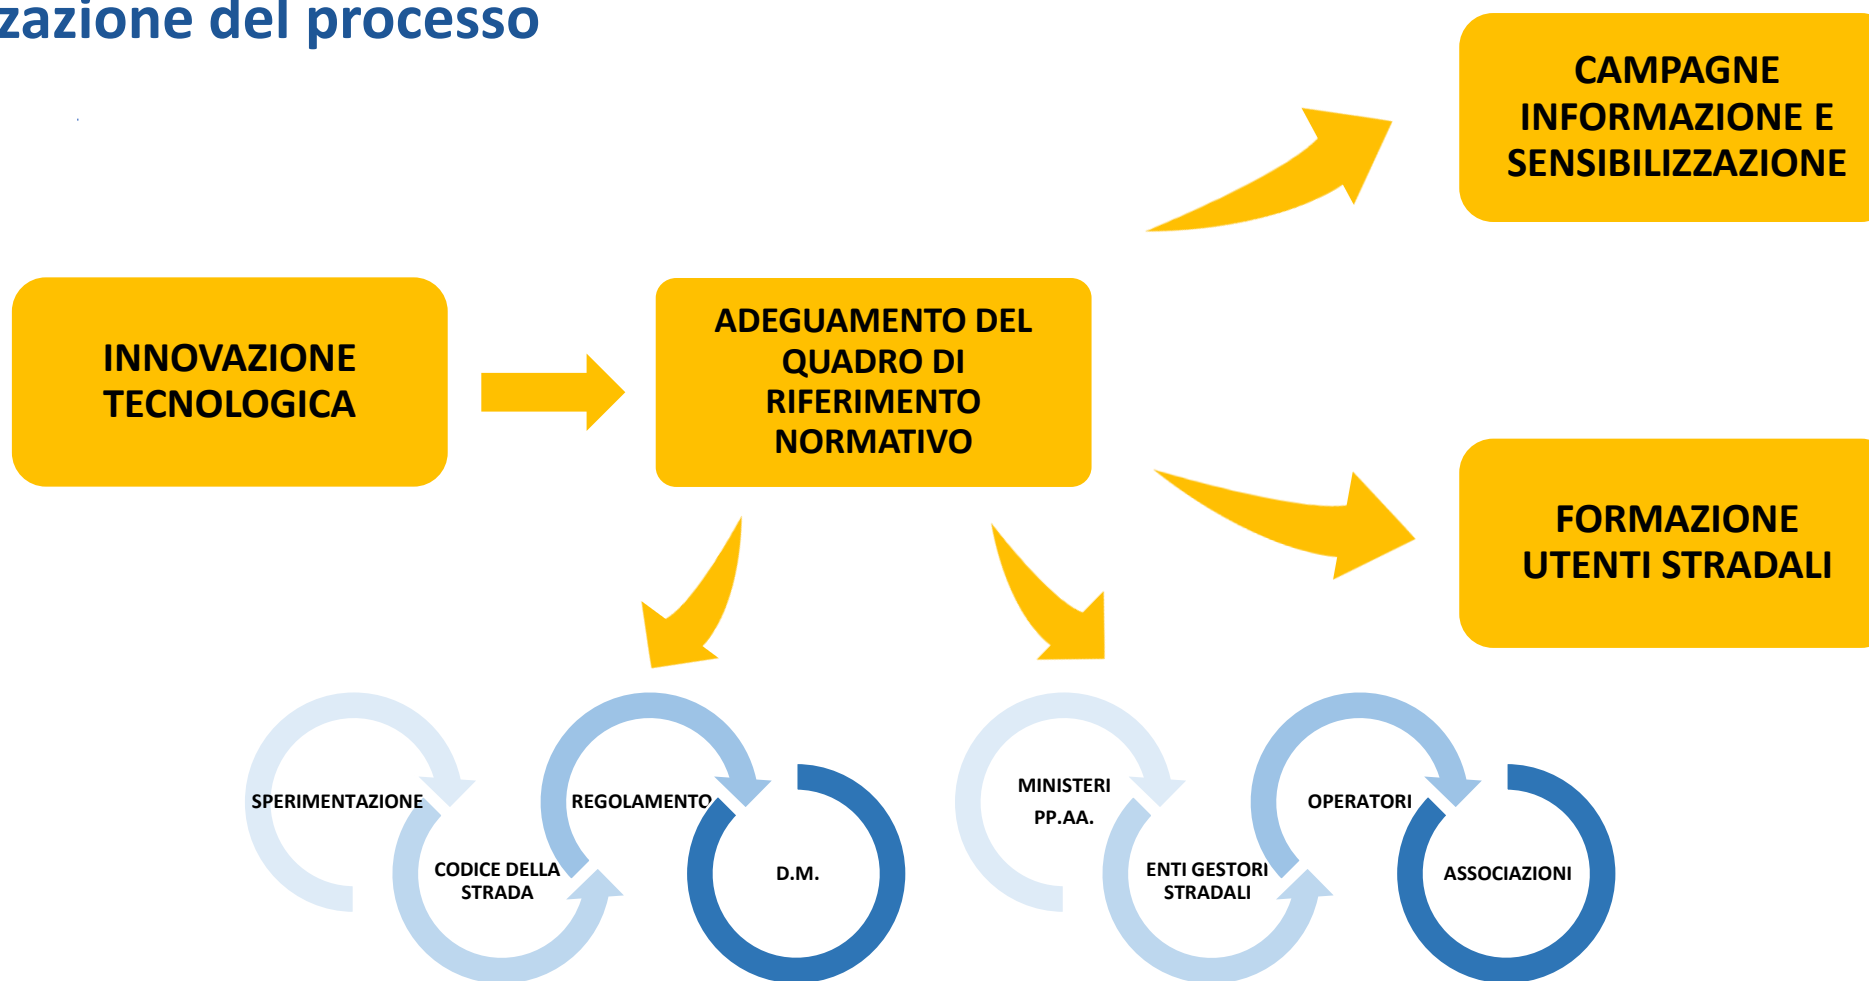 zazione del processo
CAMPAGNE
INFORMAZIONE E
SENSIBILIZZAZIONE
INNOVAZIONE
TECNOLOGICA
ADEGUAMENTO DEL
QUADRO DI
RIFERIMENTO
NORMATIVO
FORMAZIONE
UTENTI STRADALI
SPERIMENTAZIONE
CODICE DELLA
STRADA
REGOLAMENTO
D.M.
MINISTERI
PP.AA.
ENTI GESTORI
STRADALI
OPERATORI
ASSOCIAZIONI